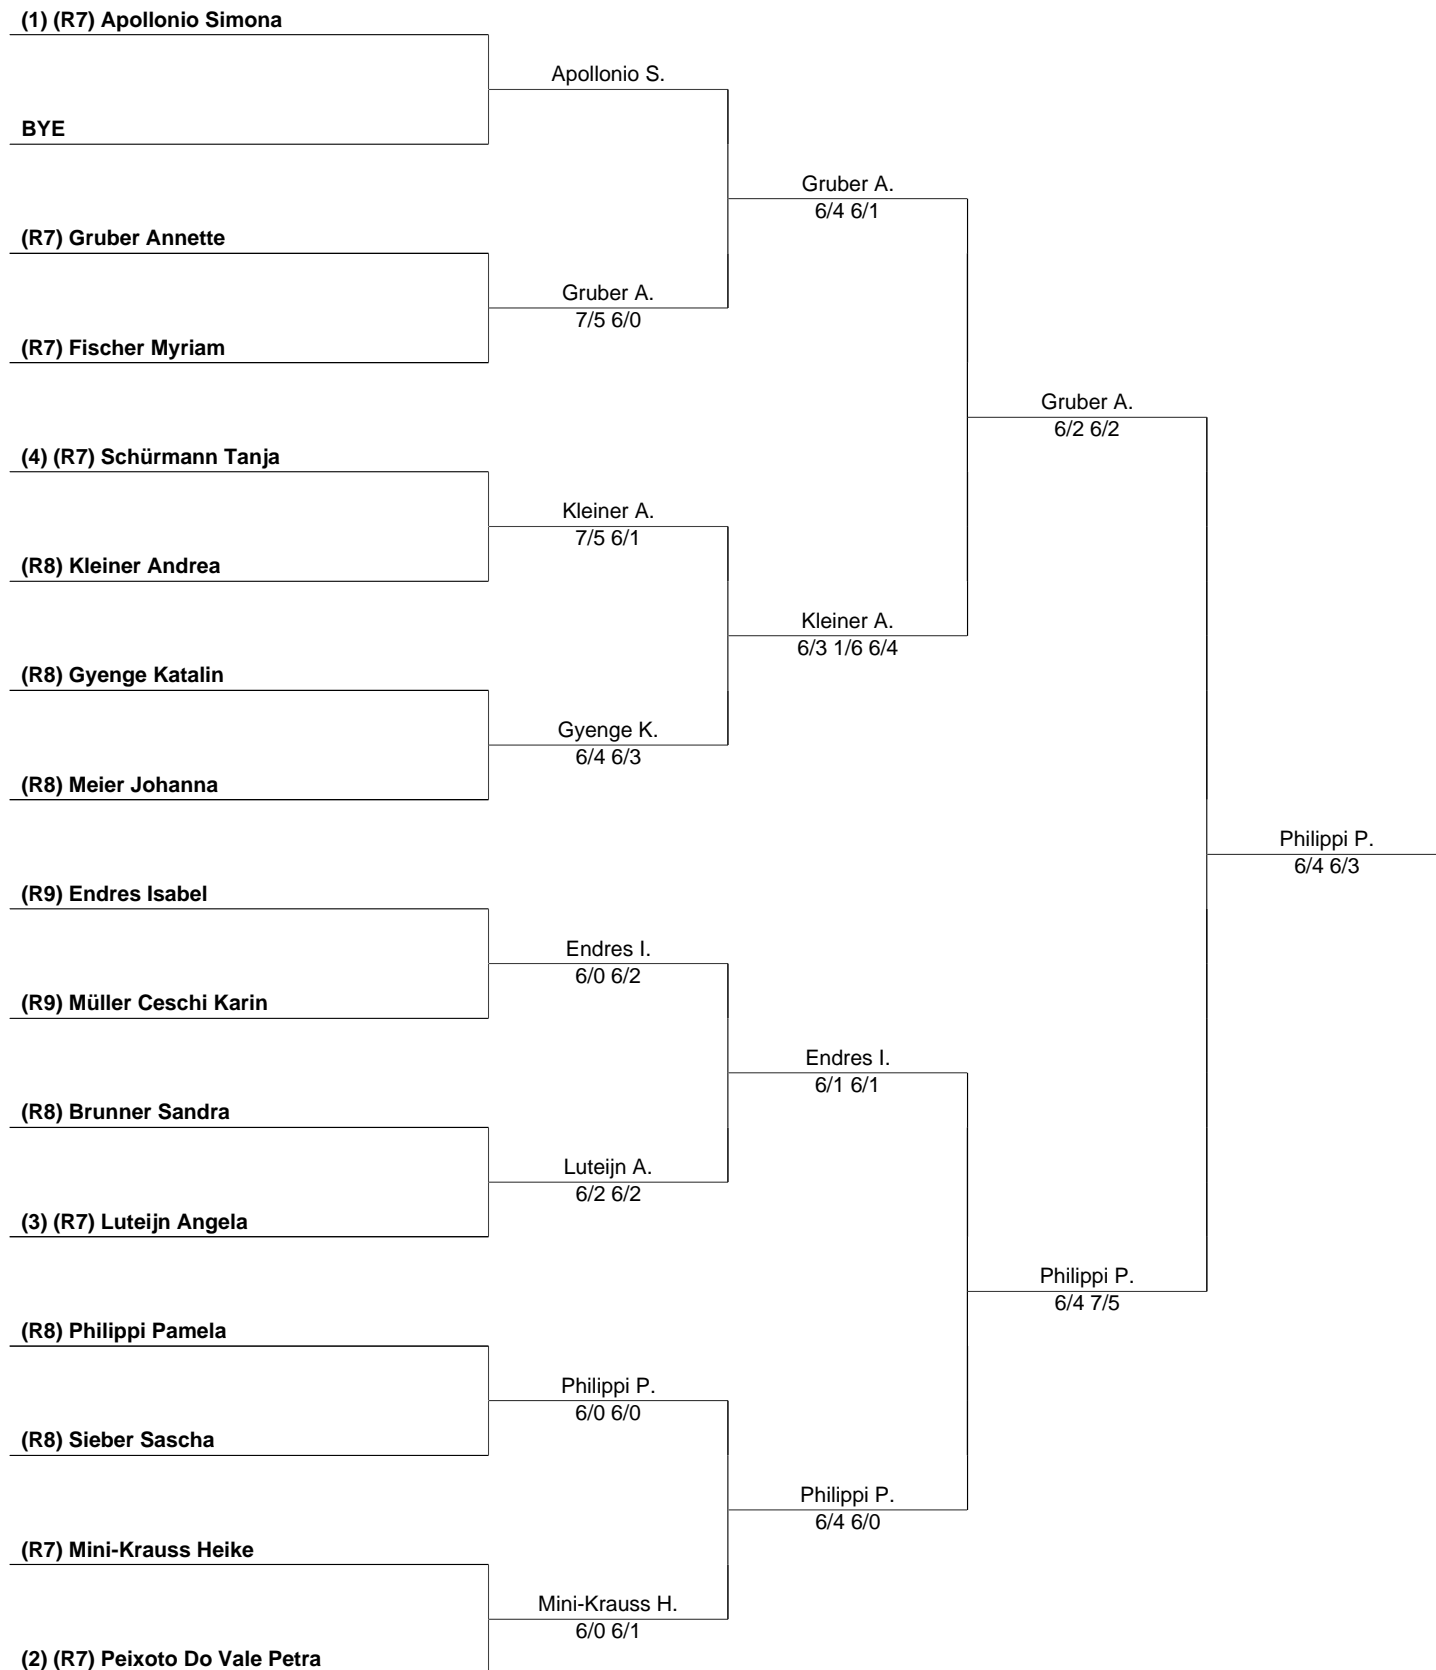 (1) (R7) Apollonio Simona
Apollonio S.
BYE
Gruber A.
6/4 6/1
(R7) Gruber Annette
Gruber A.
7/5 6/0
(R7) Fischer Myriam
Gruber A.
6/2 6/2
(4) (R7) Schürmann Tanja
Kleiner A.
7/5 6/1
(R8) Kleiner Andrea
Kleiner A.
6/3 1/6 6/4
(R8) Gyenge Katalin
Gyenge K.
6/4 6/3
(R8) Meier Johanna
Philippi P.
6/4 6/3
(R9) Endres Isabel
Endres I.
6/0 6/2
(R9) Müller Ceschi Karin
Endres I.
6/1 6/1
(R8) Brunner Sandra
Luteijn A.
6/2 6/2
(3) (R7) Luteijn Angela
Philippi P.
6/4 7/5
(R8) Philippi Pamela
Philippi P.
6/0 6/0
(R8) Sieber Sascha
Philippi P.
6/4 6/0
(R7) Mini-Krauss Heike
Mini-Krauss H.
6/0 6/1
(2) (R7) Peixoto Do Vale Petra